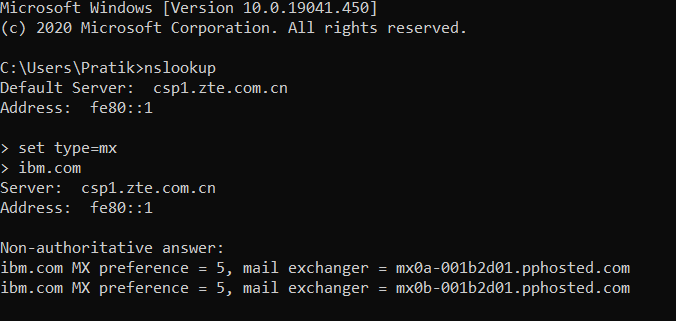 Microsoft Windows [Version 10.0.19041.450]
(c) 2020 Microsoft Corporation. All rights reserved.
C:\Users\Pratik>nslookup
Default Server:  csp1.zte.com.cn
Address:  fe80::1
> set type=mx
> ibm.com
Server:  csp1.zte.com.cn
Address:  fe80::1
Non-authoritative answer:
ibm.com MX preference = 5, mail exchanger = mx0a-001b2d01.pphosted.com
ibm.com MX preference = 5, mail exchanger = mx0b-001b2d01.pphosted.com